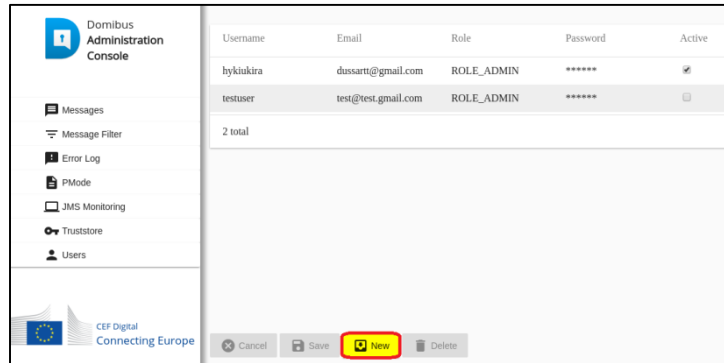 Domibus
Administration
Console
Messages
Message Filter
Error Log
PMode
JMS Monitoring
Truststore
Users
CEF Digital
Connecting Europe
Username Email Role Password Active
hykiukira dussartt@gmail.com ROLE_ADMIN ******
testuser test@test.gmail.com ROLE_ADMIN ******
2 total
Cancel Save New Delete